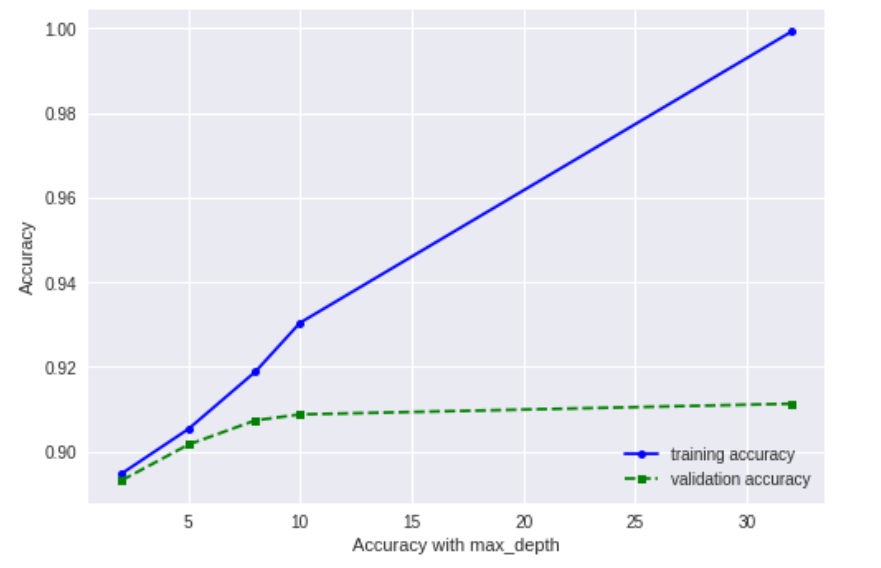 1.00
0.98
0.96
0.94
0.92
0.90
Accuracy
5 10 15 20 25 30
Accuracy with max_depth
training accuracy
validation accuracy